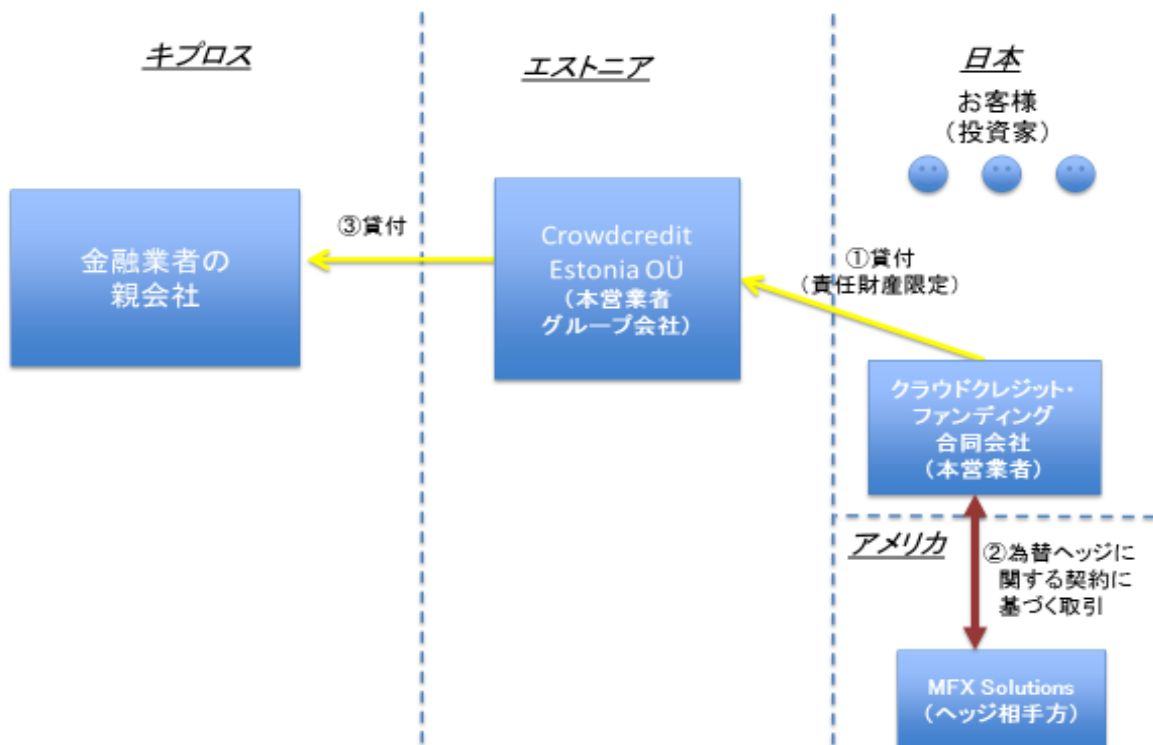 キプロス
エストニア
日本
お客様
（投資家）
金融業者の
親会社
③貸付
Crowdcredit
Estonia OÜ
（本営業者
グループ会社）
①貸付
（責任財産限定）
クラウドクレジット・
ファンディング
合同会社
（本営業者）
アメリカ
②為替ヘッジに
関する契約に
基づく取引
MFX Solutions
（ヘッジ相手方）